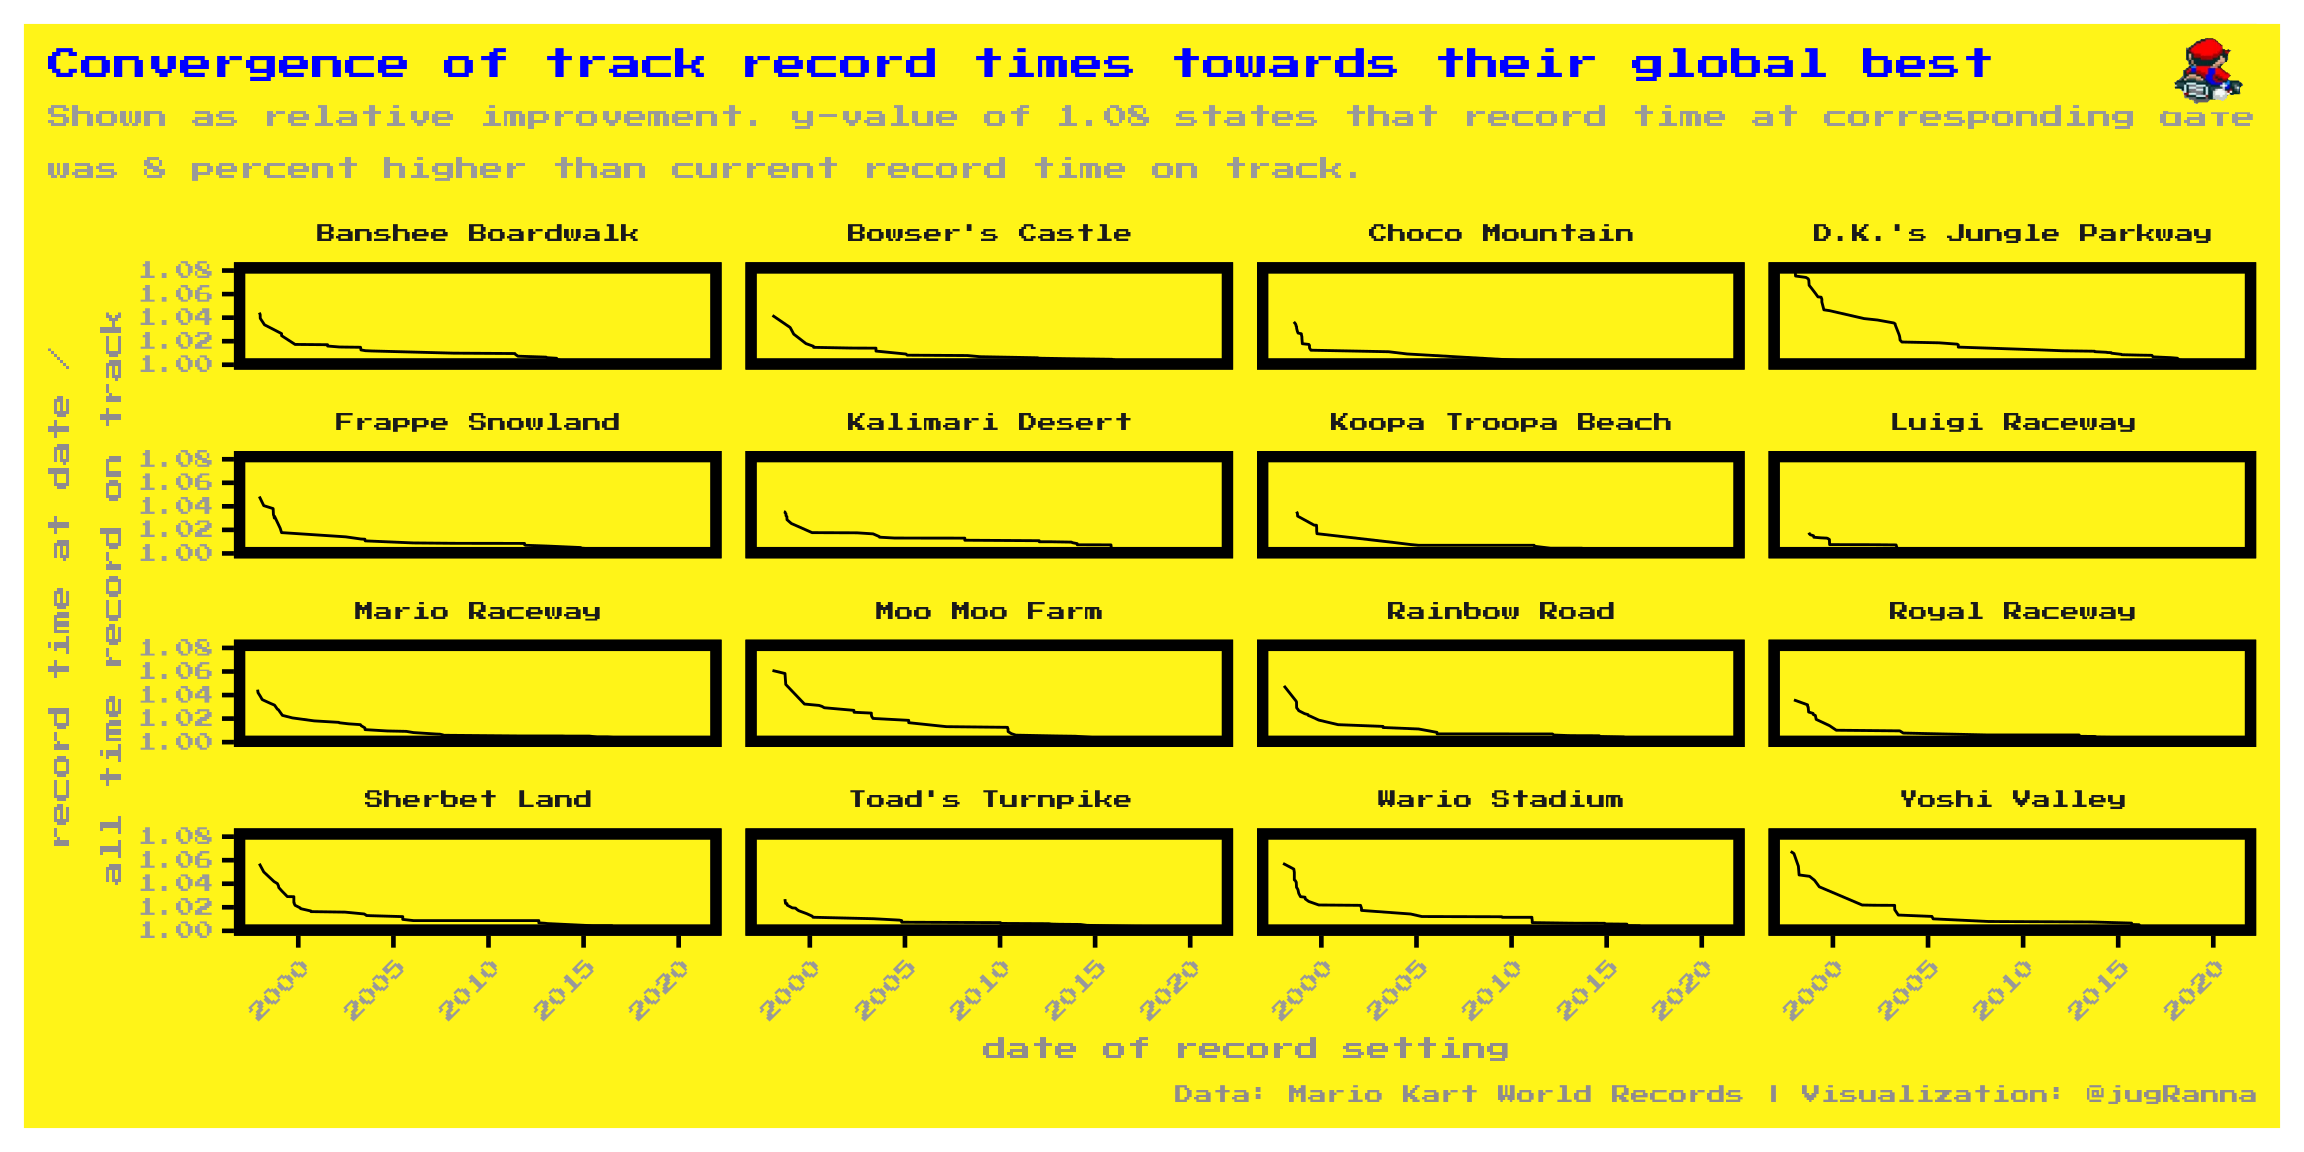 Convergence of track record times towards their global best
Shown as relative improvement. y-value of 1.08 states that record time at corresponding date
was 8 percent higher than current record time on track.
record time at date /
all time record on track
Banshee Boardwalk
Bowser's Castle
Choco Mountain
D.K.'s Jungle Parkway
1.08
1.06
1.04
1.02
1.00
Frappe Snowland
Kalimari Desert
Koopa Troopa Beach
Luigi Raceway
1.08
1.06
1.04
1.02
1.00
Mario Raceway
Moo Moo Farm
Rainbow Road
Royal Raceway
1.08
1.06
1.04
1.02
1.00
Sherbet Land
Toad's Turnpike
Wario Stadium
Yoshi Valley
1.08
1.06
1.04
1.02
1.00
2000 2005 2010 2015 2020
2000 2005 2010 2015 2020
2000 2005 2010 2015 2020
2000 2005 2010 2015 2020
date of record setting
Data: Mario Kart World Records | Visualization: @jugRanna